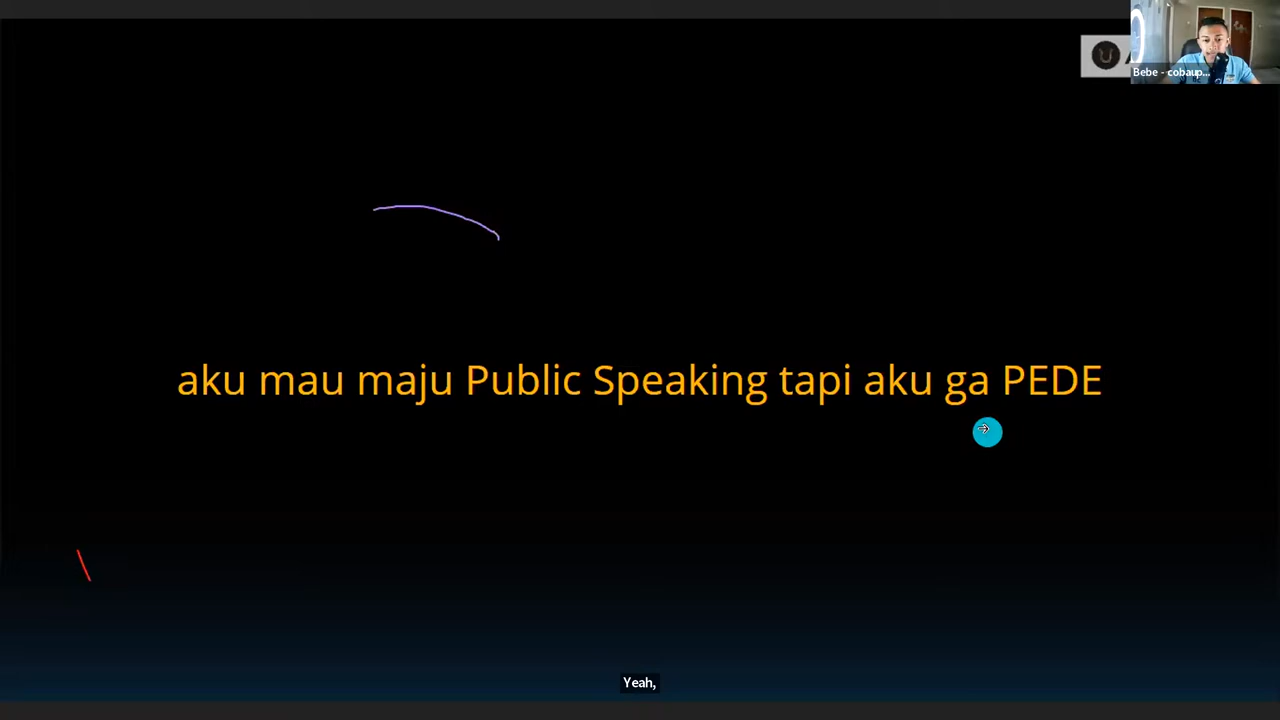 Bebe - cobaup...
aku mau maju Public Speaking tapi aku ga PEDE
Yeah,